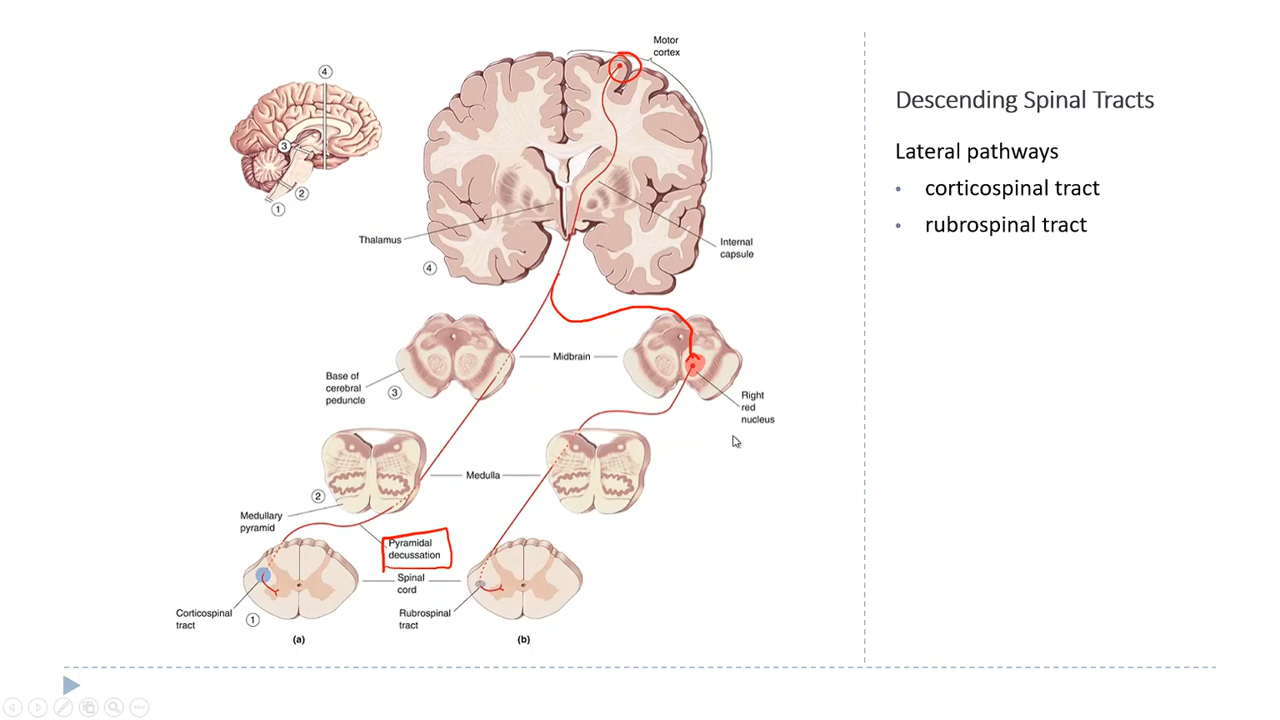 Motor
cortex
4
3
2
1
Thalamus
Internal
capsule
4
Midbrain
Base of
cerebral
peduncle
3
Right
red
nucleus
Medulla
2
Medullary
pyramid
Pyramidal
decussation
Spinal
cord
Corticospinal
tract
1
Rubrospinal
tract
(a)
(b)
Descending Spinal Tracts
Lateral pathways
• corticospinal tract
• rubrospinal tract